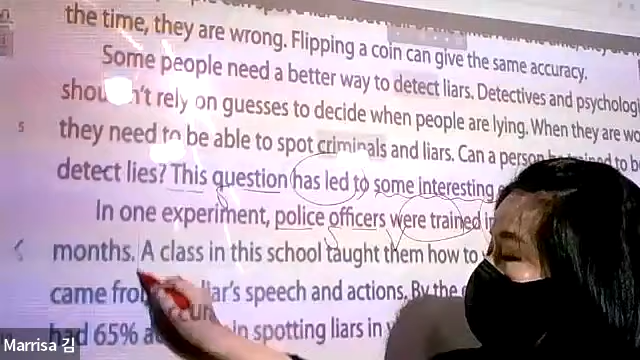 the time, they are wrong. Flipping a coin can give the same accuracy.
Some people need a better way to detect liars. Detectives and psycholog
shou n't rely on guesses to decide when people are lying. When they are wo
5 they need to be able to spot criminals and liars. Can a person be trained to b
detect lies? This question has led to some interesting
In one experiment, police officers were trained i
months. A class in this school taught them how to
came fro liar's speech and actions. By the
had 65% a in spotting liars in
Marrisa 김